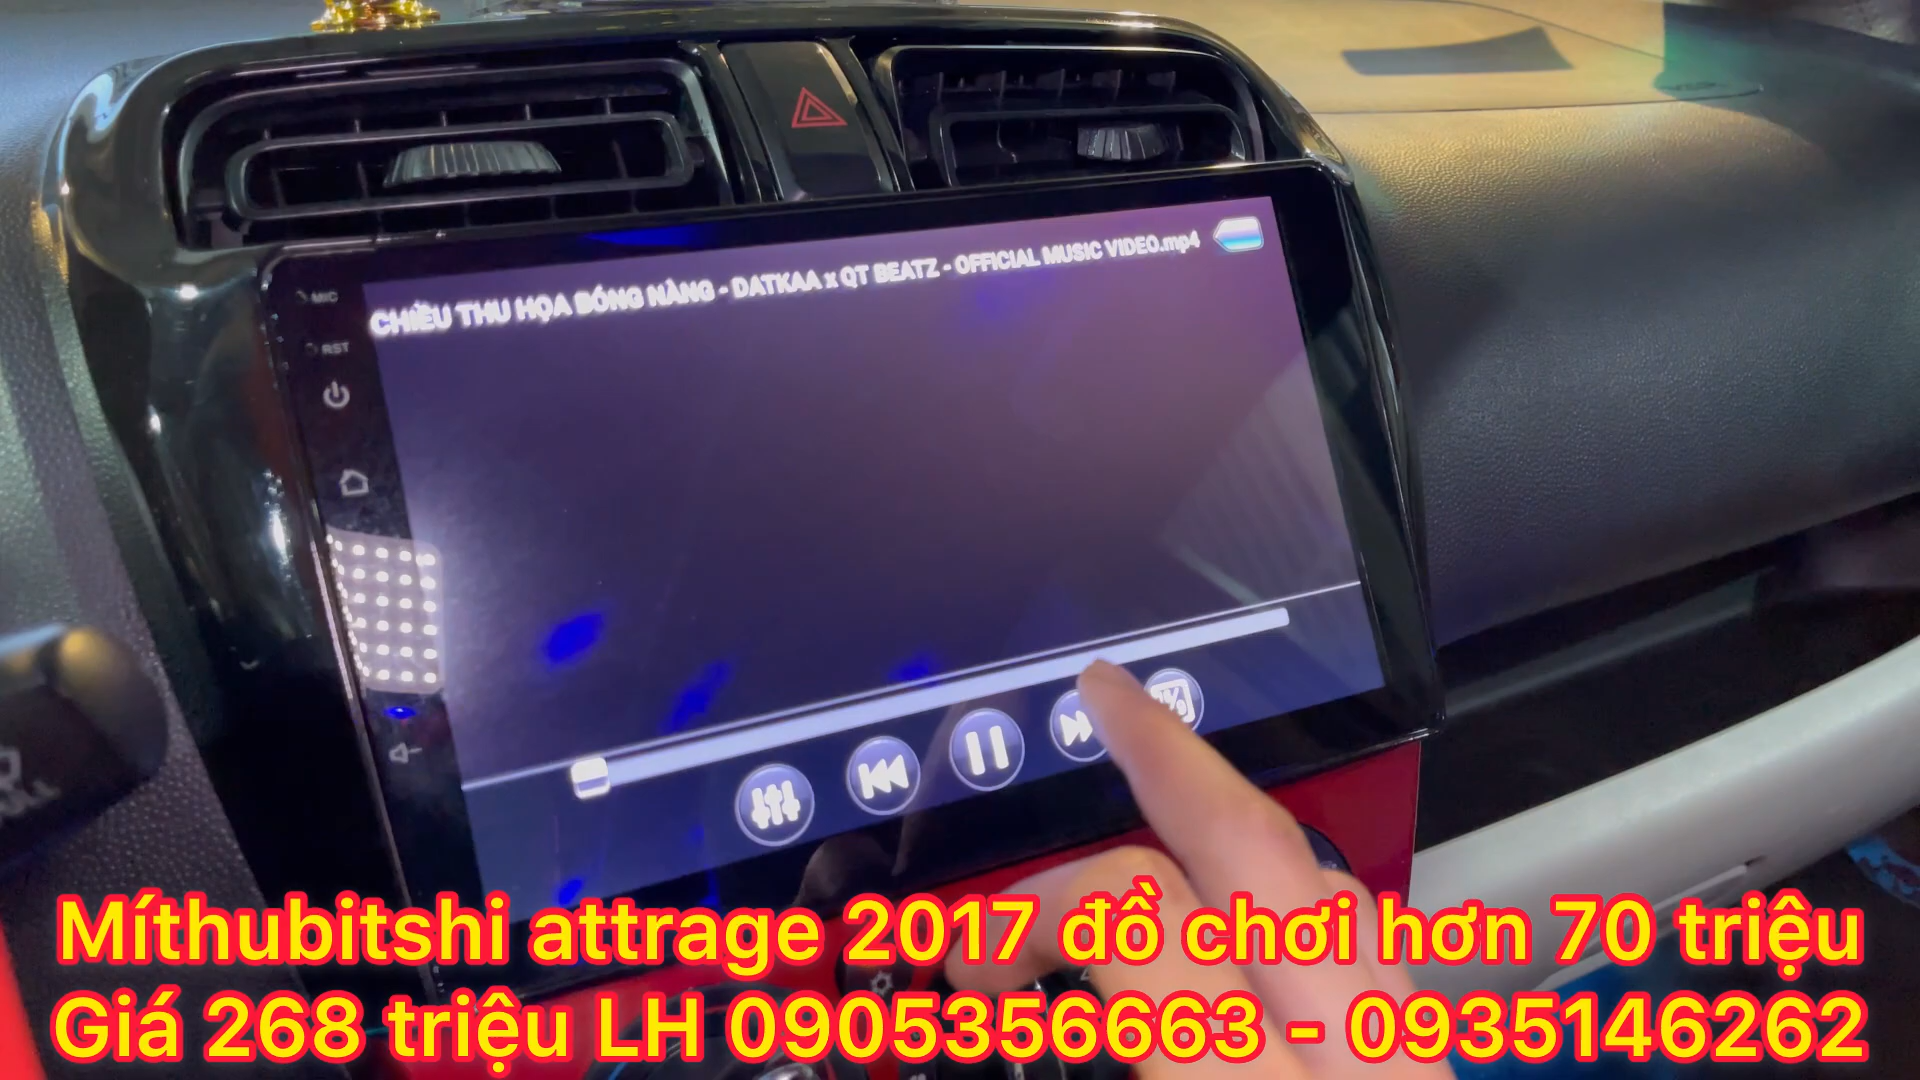 CHIỀU THU HỌA BÓNG NÀNG - DATKAA x QT BEATZ - OFFICIAL MUSIC VIDEO.mp4
MIC
RST
Míthubitshi attrage 2017 đồ chơi hơn 70 triệu
Giá 268 triệu LH 0905356663 - 0935146262